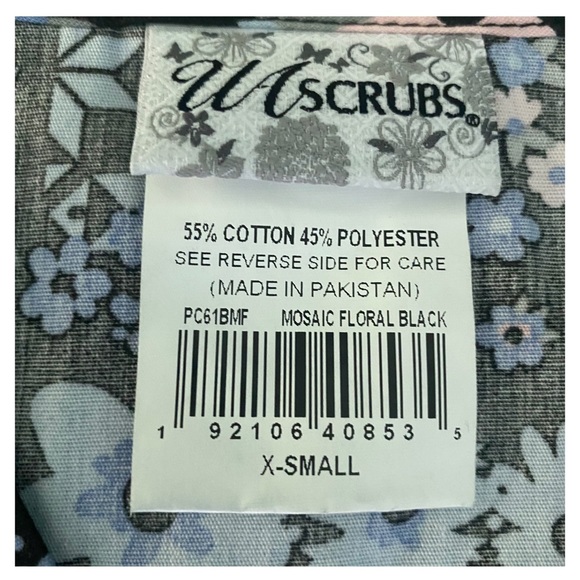 UA SCRUBS®
55% COTTON 45% POLYESTER
SEE REVERSE SIDE FOR CARE
(MADE IN PAKISTAN)
PC61BMF MOSAIC FLORAL BLACK
1 92106 40853 5
X-SMALL